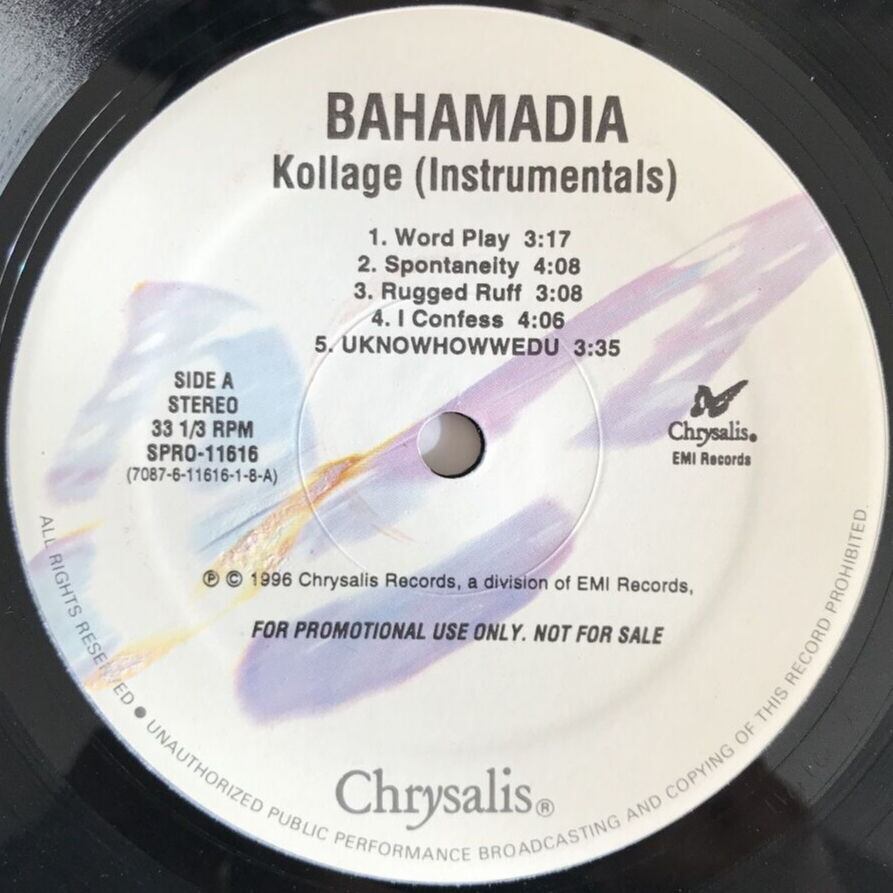 BAHAMADIA
Kollage (Instrumentals)
1. Word Play 3:17
2. Spontaneity 4:08
3. Rugged Ruff 3:08
4. I Confess 4:06
5. UKNOWHOWWEDU 3:35
SIDE A
STEREO
33 1/3 RPM
SPRO-11616
(7087-6-11616-1-8-A)
Chrysalis®
EMI Records
℗ © 1996 Chrysalis Records, a division of EMI Records,
FOR PROMOTIONAL USE ONLY. NOT FOR SALE
Chrysalis®
ALL RIGHTS RESERVED ● UNAUTHORIZED PUBLIC PERFORMANCE BROADCASTING AND COPYING OF THIS RECORD PROHIBITED.